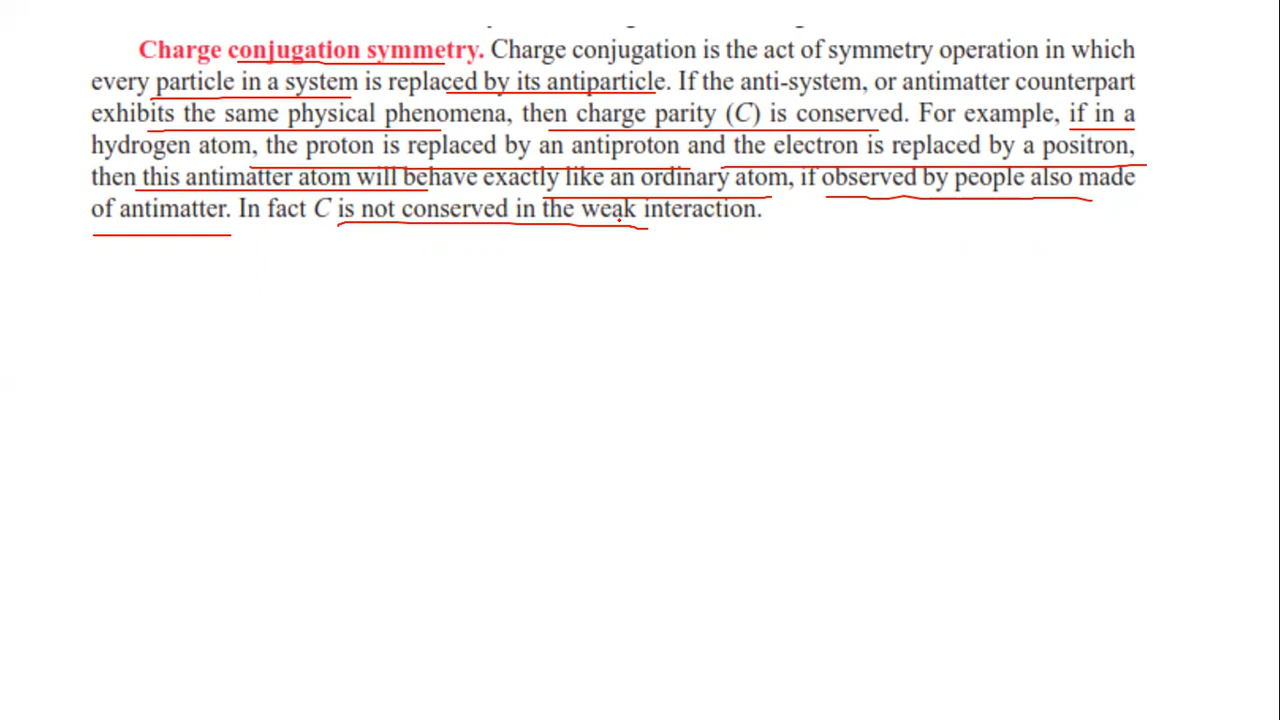 Charge conjugation symmetry. Charge conjugation is the act of symmetry operation in which
every particle in a system is replaced by its antiparticle. If the anti-system, or antimatter counterpart
exhibits the same physical phenomena, then charge parity (C) is conserved. For example, if in a
hydrogen atom, the proton is replaced by an antiproton and the electron is replaced by a positron,
then this antimatter atom will behave exactly like an ordinary atom, if observed by people also made
of antimatter. In fact C is not conserved in the weak interaction.